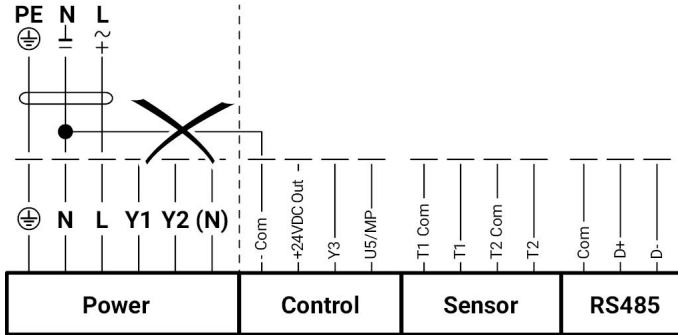 PE N L
N L Y1 Y2 (N)
- Com
+24VDC Out -
Y3
U5/MP
T1 Com
T1
T2 Com
T2
Com
D+
D-
Power Control Sensor RS485